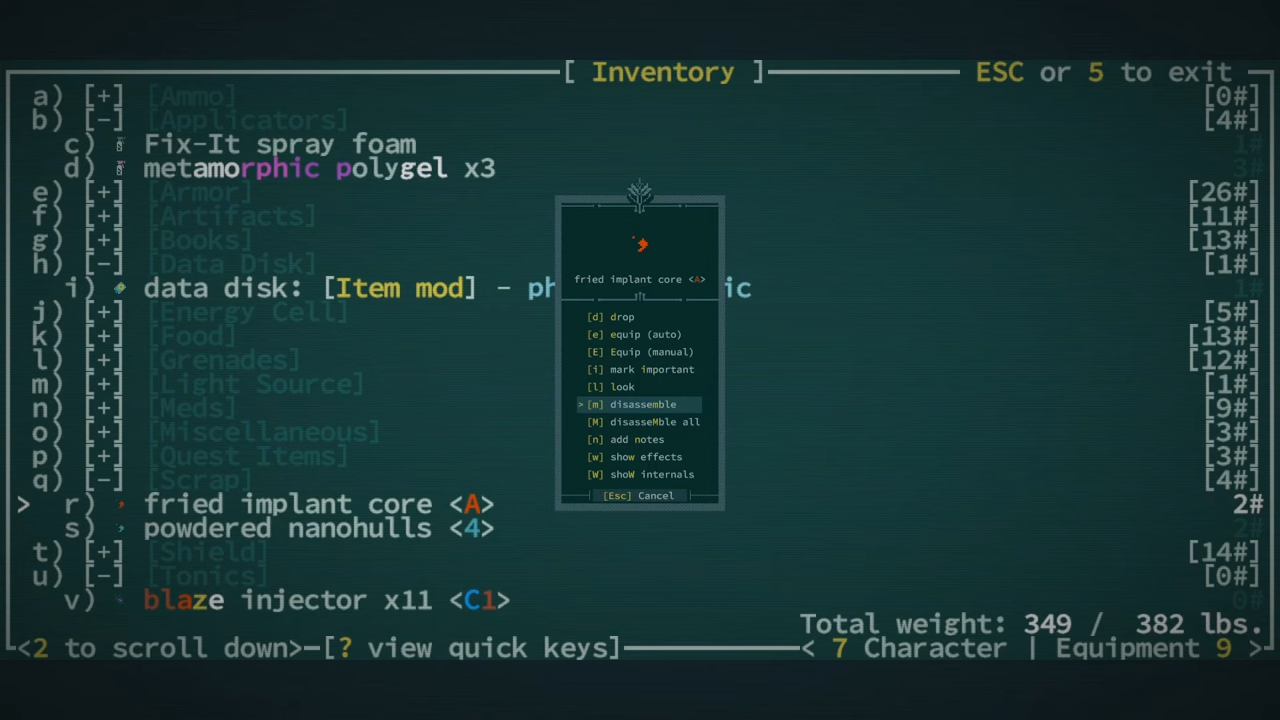 [ Inventory ] ESC or 5 to exit
a) [+] [Ammo] [0#]
b) [-] [Applicators] [4#]
c) Fix-It spray foam 1#
d) metamorphic polygel x3 3#
e) [+] [Armor] [26#]
f) [+] [Artifacts] [11#]
g) [+] [Books] [13#]
h) [-] [Data Disk] [1#]
i) data disk: [Item mod] - ph ic 1#
j) [+] [Energy Cell] [5#]
k) [+] [Food] [13#]
l) [+] [Grenades] [12#]
m) [+] [Light Source] [1#]
n) [+] [Meds] [9#]
o) [+] [Miscellaneous] [3#]
p) [+] [Quest Items] [3#]
q) [-] [Scrap] [4#]
> r) fried implant core <A> 2#
s) powdered nanohulls <4> 2#
t) [+] [Shield] [14#]
u) [-] [Tonics] [0#]
v) blaze injector x11 <C1> 0#
Total weight: 349 / 382 lbs.
<2 to scroll down> [? view quick keys] < 7 Character | Equipment 9 >
fried implant core <A>
[d] drop
[e] equip (auto)
[E] Equip (manual)
[i] mark important
[l] look
> [m] disassemble
[M] disasseMble all
[n] add notes
[w] show effects
[W] shoW internals
[Esc] Cancel